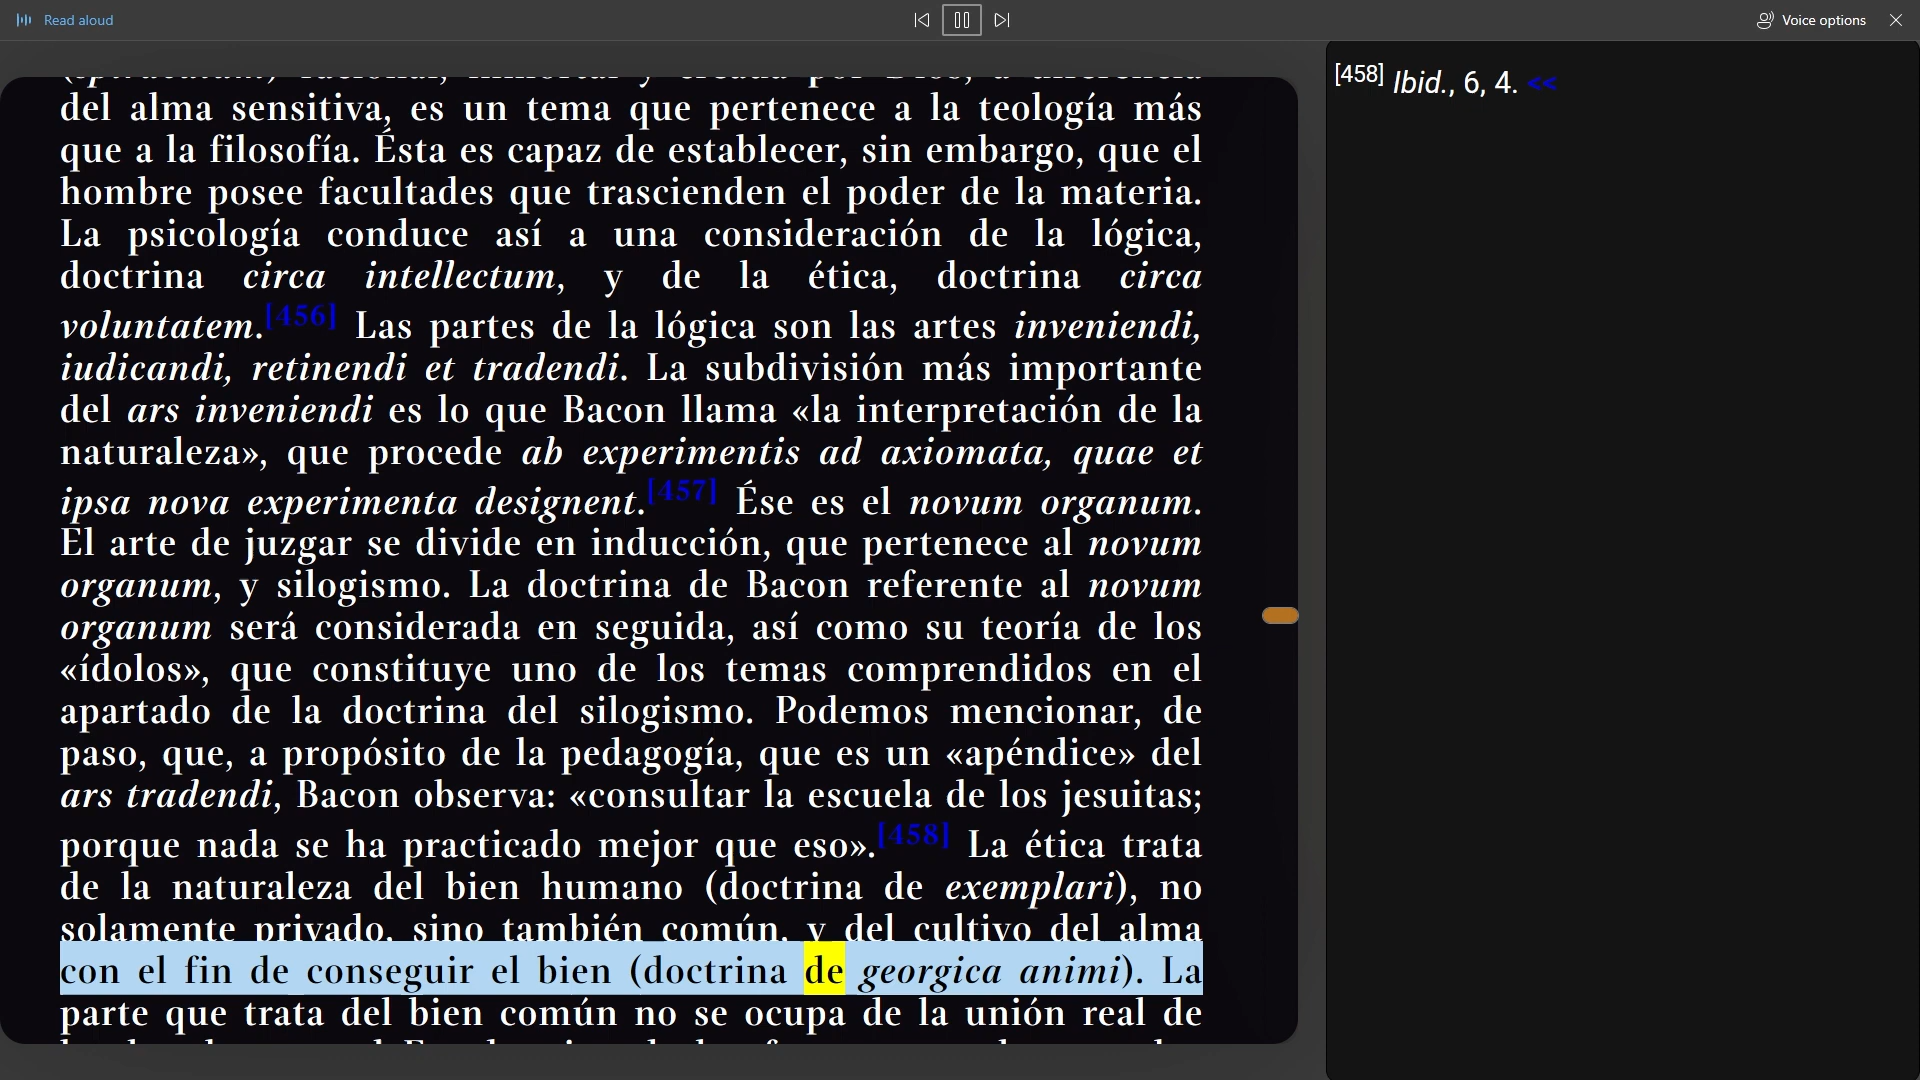 Read aloud
Voice options
del alma sensitiva, es un tema que pertenece a la teología más
que a la filosofía. Ésta es capaz de establecer, sin embargo, que el
hombre posee facultades que trascienden el poder de la materia.
La psicología conduce así a una consideración de la lógica,
doctrina circa intellectum, y de la ética, doctrina circa
voluntatem.[456] Las partes de la lógica son las artes inveniendi,
iudicandi, retinendi et tradendi. La subdivisión más importante
del ars inveniendi es lo que Bacon llama «la interpretación de la
naturaleza», que procede ab experimentis ad axiomata, quae et
ipsa nova experimenta designent.[457] Ése es el novum organum.
El arte de juzgar se divide en inducción, que pertenece al novum
organum, y silogismo. La doctrina de Bacon referente al novum
organum será considerada en seguida, así como su teoría de los
«ídolos», que constituye uno de los temas comprendidos en el
apartado de la doctrina del silogismo. Podemos mencionar, de
paso, que, a propósito de la pedagogía, que es un «apéndice» del
ars tradendi, Bacon observa: «consultar la escuela de los jesuitas;
porque nada se ha practicado mejor que eso».[458] La ética trata
de la naturaleza del bien humano (doctrina de exemplari), no
solamente privado, sino también común, y del cultivo del alma
con el fin de conseguir el bien (doctrina de georgica animi). La
parte que trata del bien común no se ocupa de la unión real de
[458] Ibid., 6, 4. <<